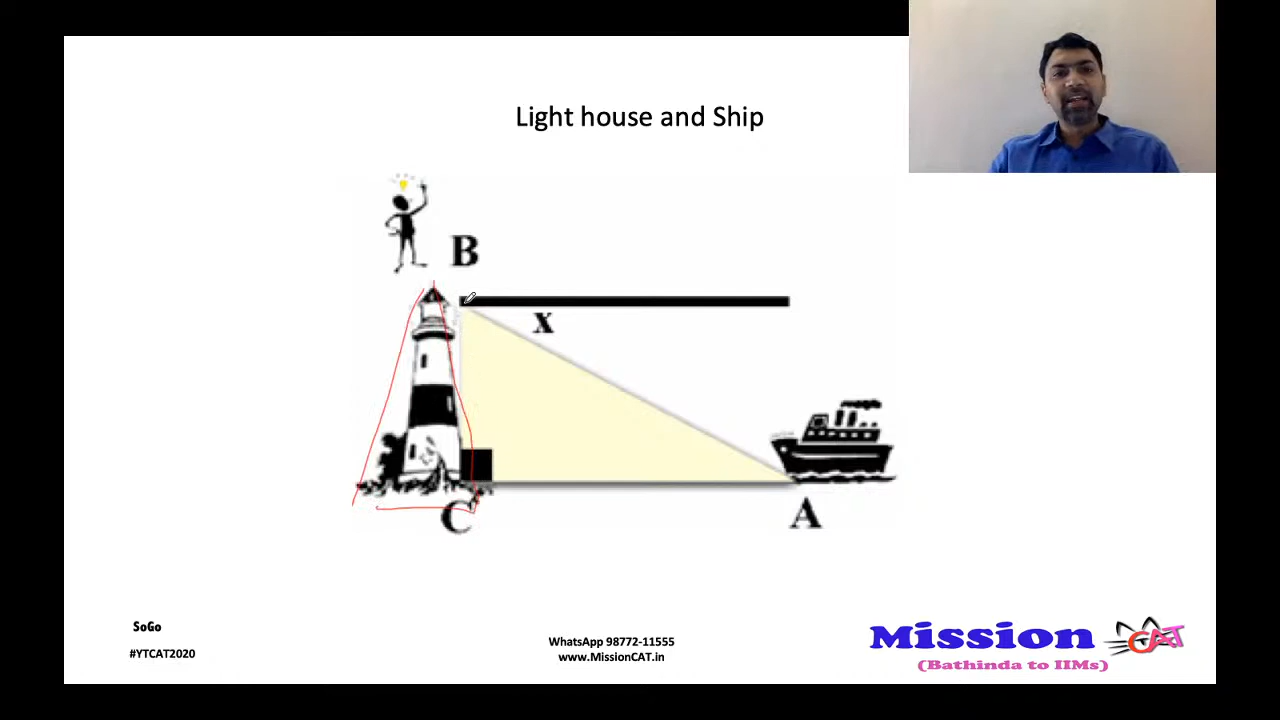 Light house and Ship
B
x
C
A
SoGo
#YTCAT2020
WhatsApp 98772-11555
www.MissionCAT.in
Mission
CAT
(Bathinda to IIMs)